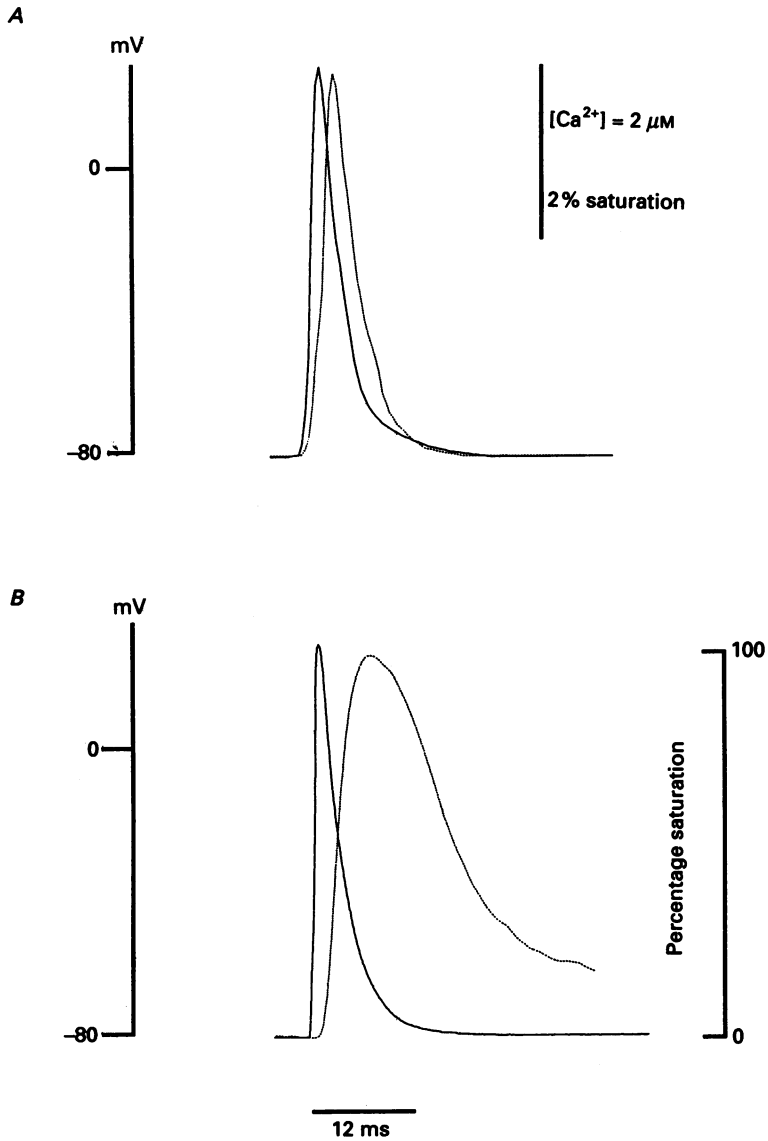 A
mV
0
−80
[Ca²⁺] = 2 μM
2% saturation
B
mV
0
−80
100
Percentage saturation
0
12 ms